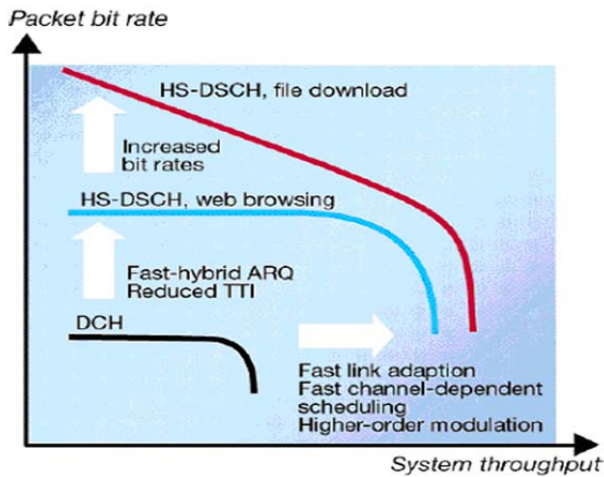 Packet bit rate
HS-DSCH, file download
Increased
bit rates
HS-DSCH, web browsing
Fast-hybrid ARQ
Reduced TTI
DCH
Fast link adaption
Fast channel-dependent
scheduling
Higher-order modulation
System throughput